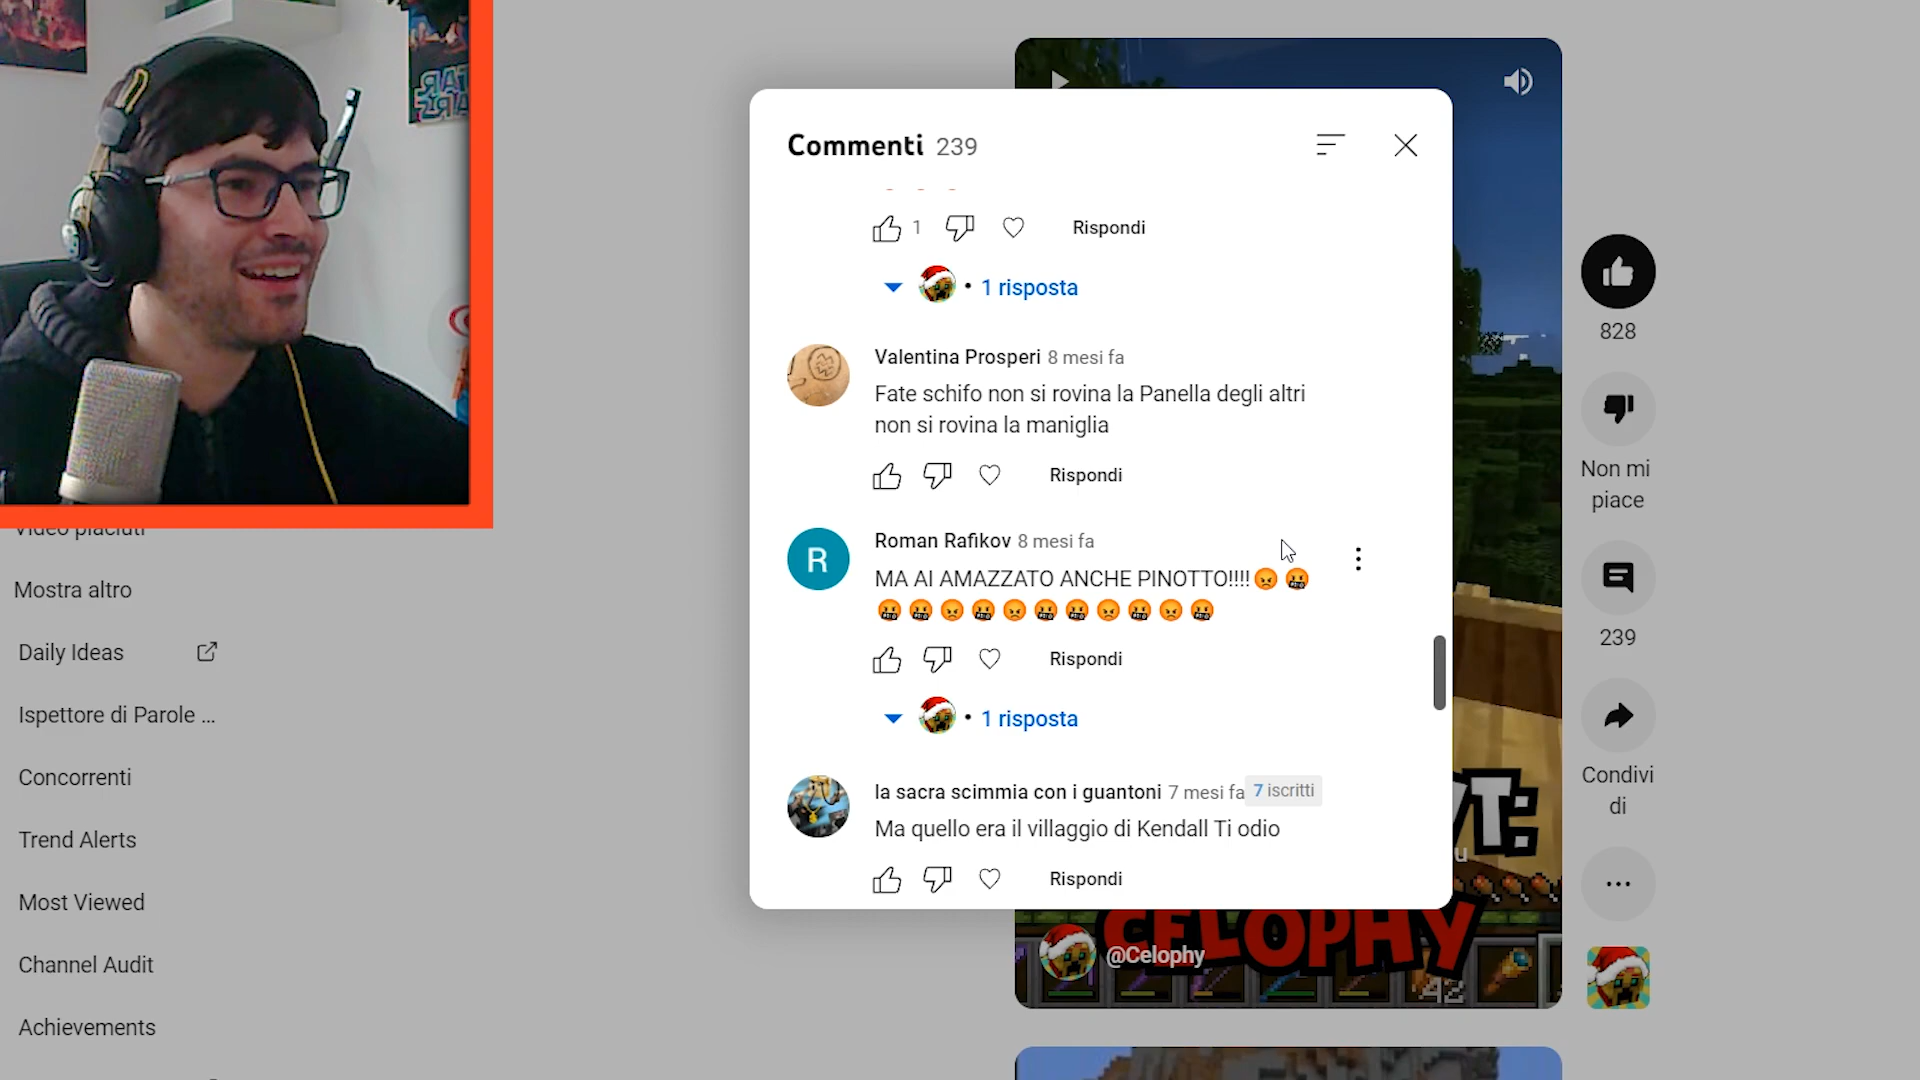 STAR
WARS
Commenti 239
1
Rispondi
• 1 risposta
Valentina Prosperi 8 mesi fa
Fate schifo non si rovina la Panella degli altri
non si rovina la maniglia
Rispondi
Roman Rafikov 8 mesi fa
MA AI AMAZZATO ANCHE PINOTTO!!!!😡🤬
🤬🤬😡🤬😡🤬🤬😡🤬😡🤬
Rispondi
• 1 risposta
la sacra scimmia con i guantoni 7 mesi fa 7 iscritti
Ma quello era il villaggio di Kendall Ti odio
Rispondi
828
Non mi
piace
239
Condivi
di
CELOPHY
@Celophy
42
Video piaciuti
Mostra altro
Daily Ideas
Ispettore di Parole ...
Concorrenti
Trend Alerts
Most Viewed
Channel Audit
Achievements